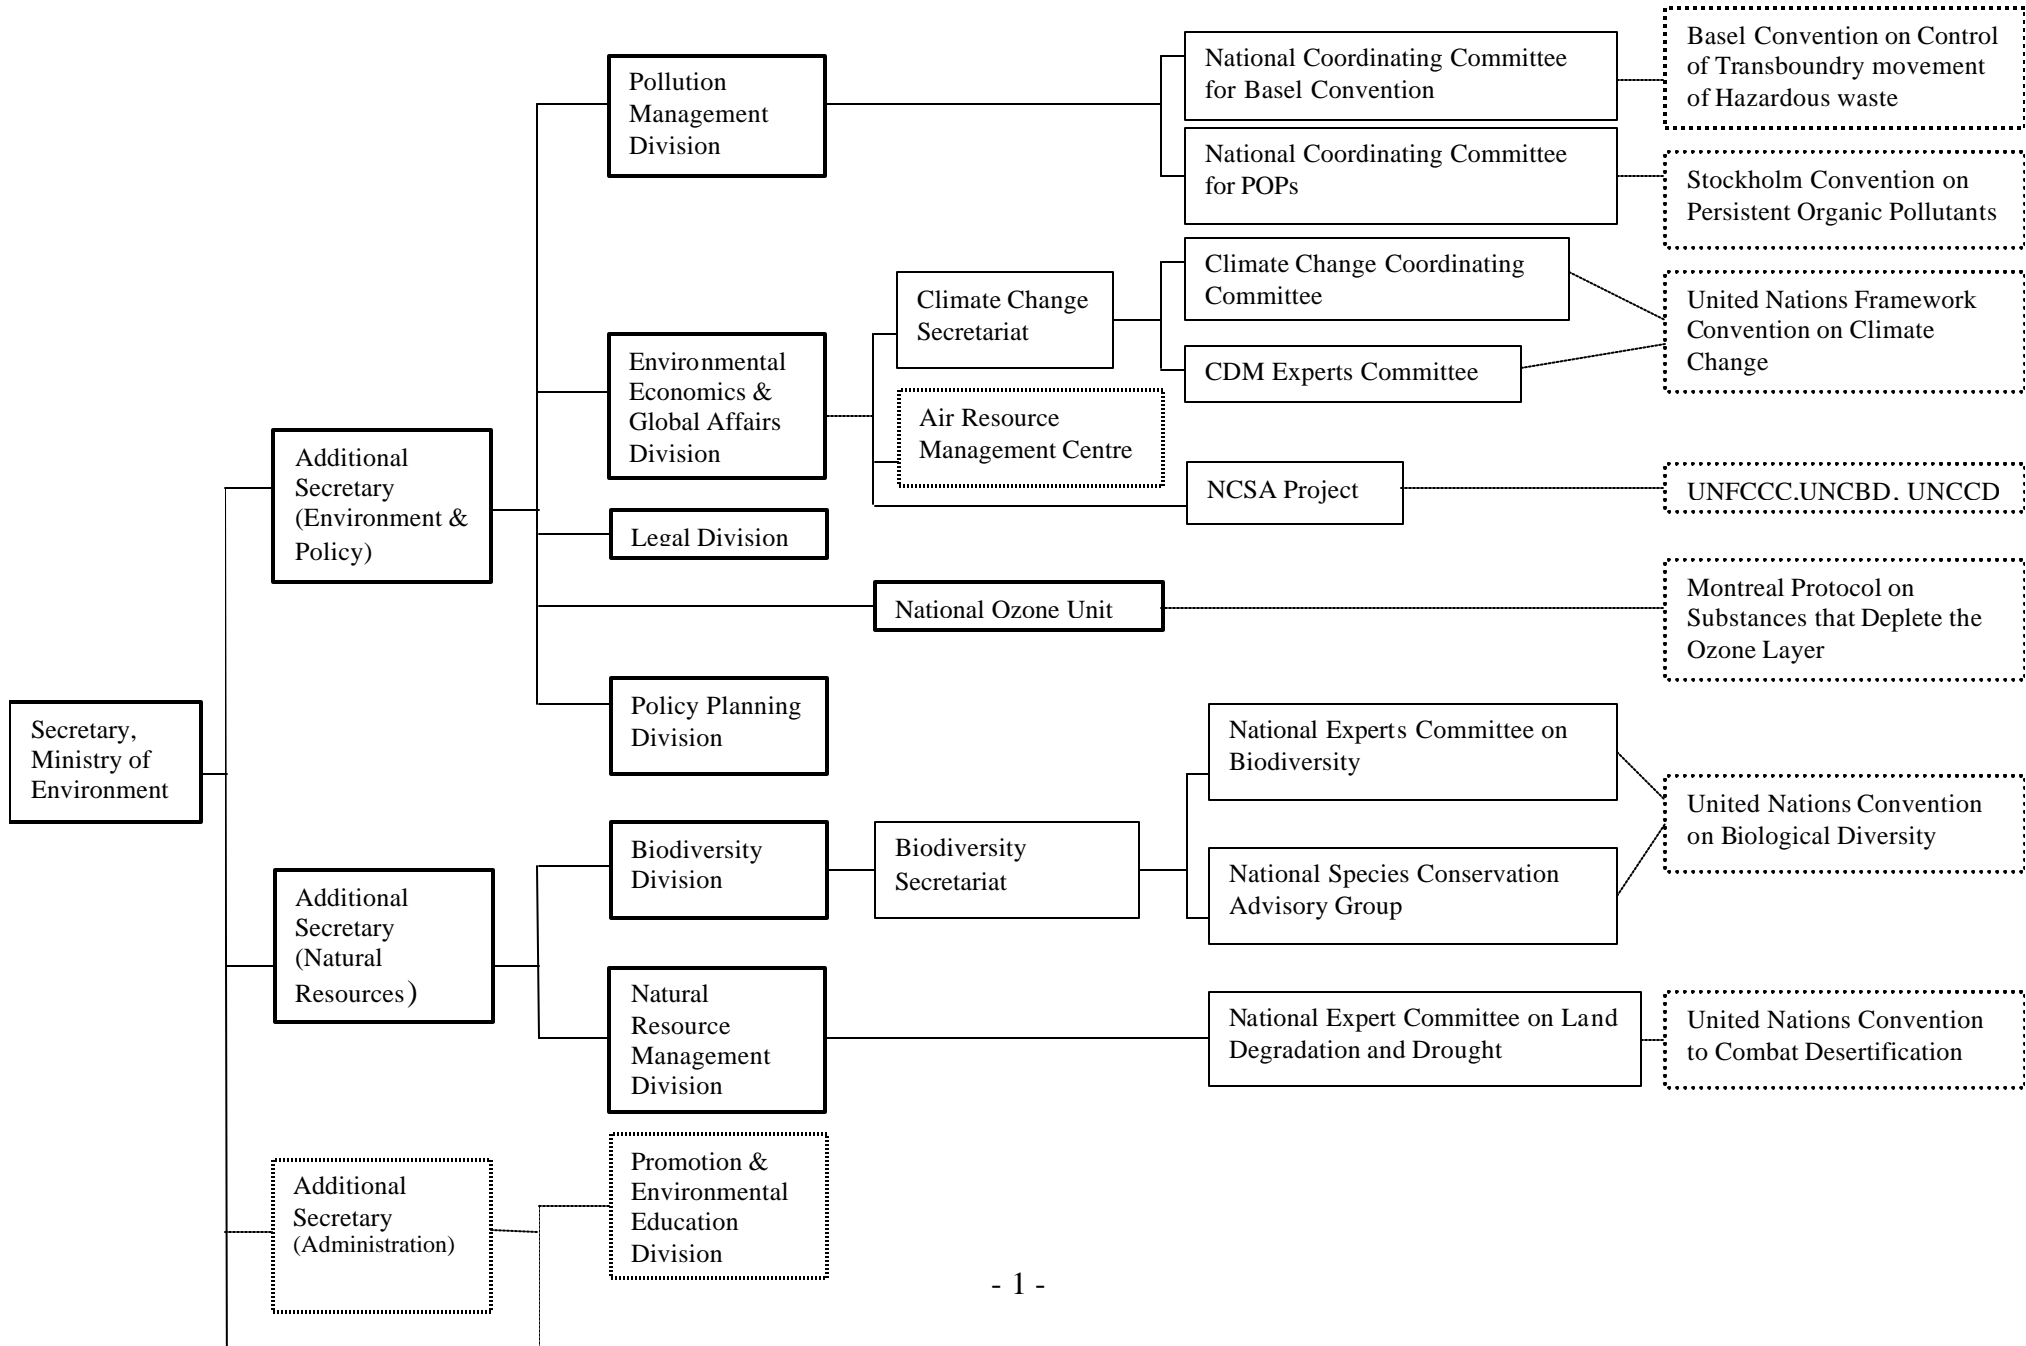 Basel Convention on Control
of Transboundry movement
of Hazardous waste
National Coordinating Committee
for Basel Convention
Pollution
Management
Division
National Coordinating Committee
for POPs
Stockholm Convention on
Persistent Organic Pollutants
Climate Change Coordinating
Committee
Climate Change
Secretariat
United Nations Framework
Convention on Climate
Change
Environmental
Economics &
Global Affairs
Division
CDM Experts Committee
Air Resource
Management Centre
Additional
Secretary
(Environment &
Policy)
NCSA Project
UNFCCC.UNCBD. UNCCD
Legal Division
National Ozone Unit
Montreal Protocol on
Substances that Deplete the
Ozone Layer
Policy Planning
Division
Secretary,
Ministry of
Environment
National Experts Committee on
Biodiversity
United Nations Convention
on Biological Diversity
Biodiversity
Division
Biodiversity
Secretariat
National Species Conservation
Advisory Group
Additional
Secretary
(Natural
Resources)
Natural
Resource
Management
Division
National Expert Committee on Land
Degradation and Drought
United Nations Convention
to Combat Desertification
Additional
Secretary
(Administration)
Promotion &
Environmental
Education
Division
- 1 -